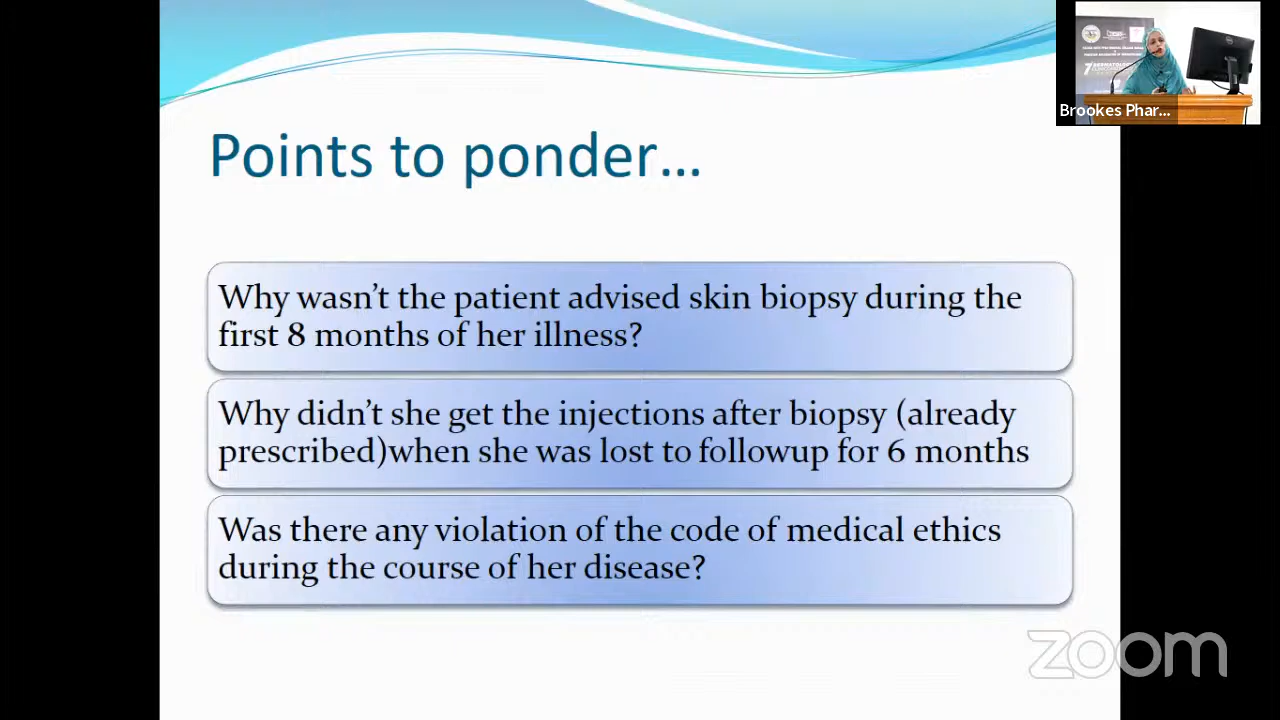 Brookes Phar...
Points to ponder...
Why wasn't the patient advised skin biopsy during the
first 8 months of her illness?
Why didn't she get the injections after biopsy (already
prescribed)when she was lost to followup for 6 months
Was there any violation of the code of medical ethics
during the course of her disease?
zoom